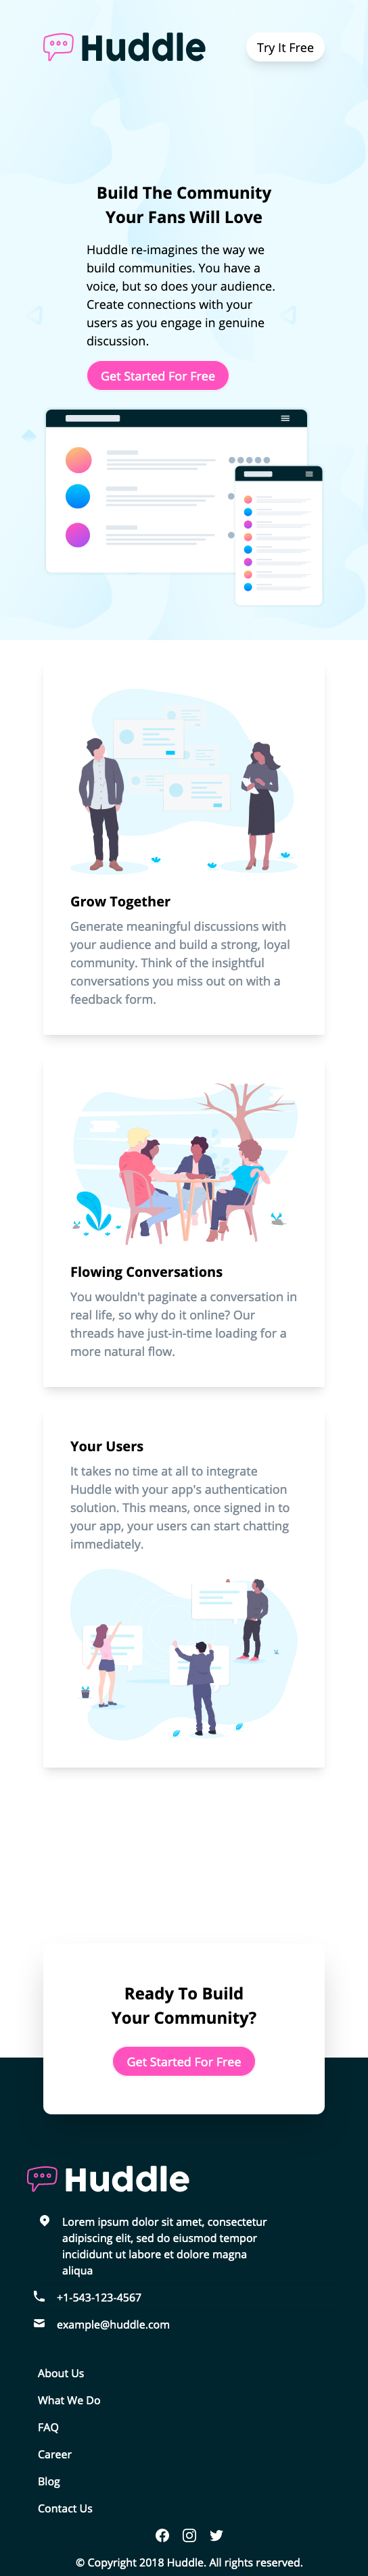 Huddle
Try It Free
Build The Community
Your Fans Will Love
Huddle re-imagines the way we
build communities. You have a
voice, but so does your audience.
Create connections with your
users as you engage in genuine
discussion.
Get Started For Free
Grow Together
Generate meaningful discussions with
your audience and build a strong, loyal
community. Think of the insightful
conversations you miss out on with a
feedback form.
Flowing Conversations
You wouldn't paginate a conversation in
real life, so why do it online? Our
threads have just-in-time loading for a
more natural flow.
Your Users
It takes no time at all to integrate
Huddle with your app's authentication
solution. This means, once signed in to
your app, your users can start chatting
immediately.
Ready To Build
Your Community?
Get Started For Free
Huddle
Lorem ipsum dolor sit amet, consectetur
adipiscing elit, sed do eiusmod tempor
incididunt ut labore et dolore magna
aliqua
+1-543-123-4567
example@huddle.com
About Us
What We Do
FAQ
Career
Blog
Contact Us
© Copyright 2018 Huddle. All rights reserved.